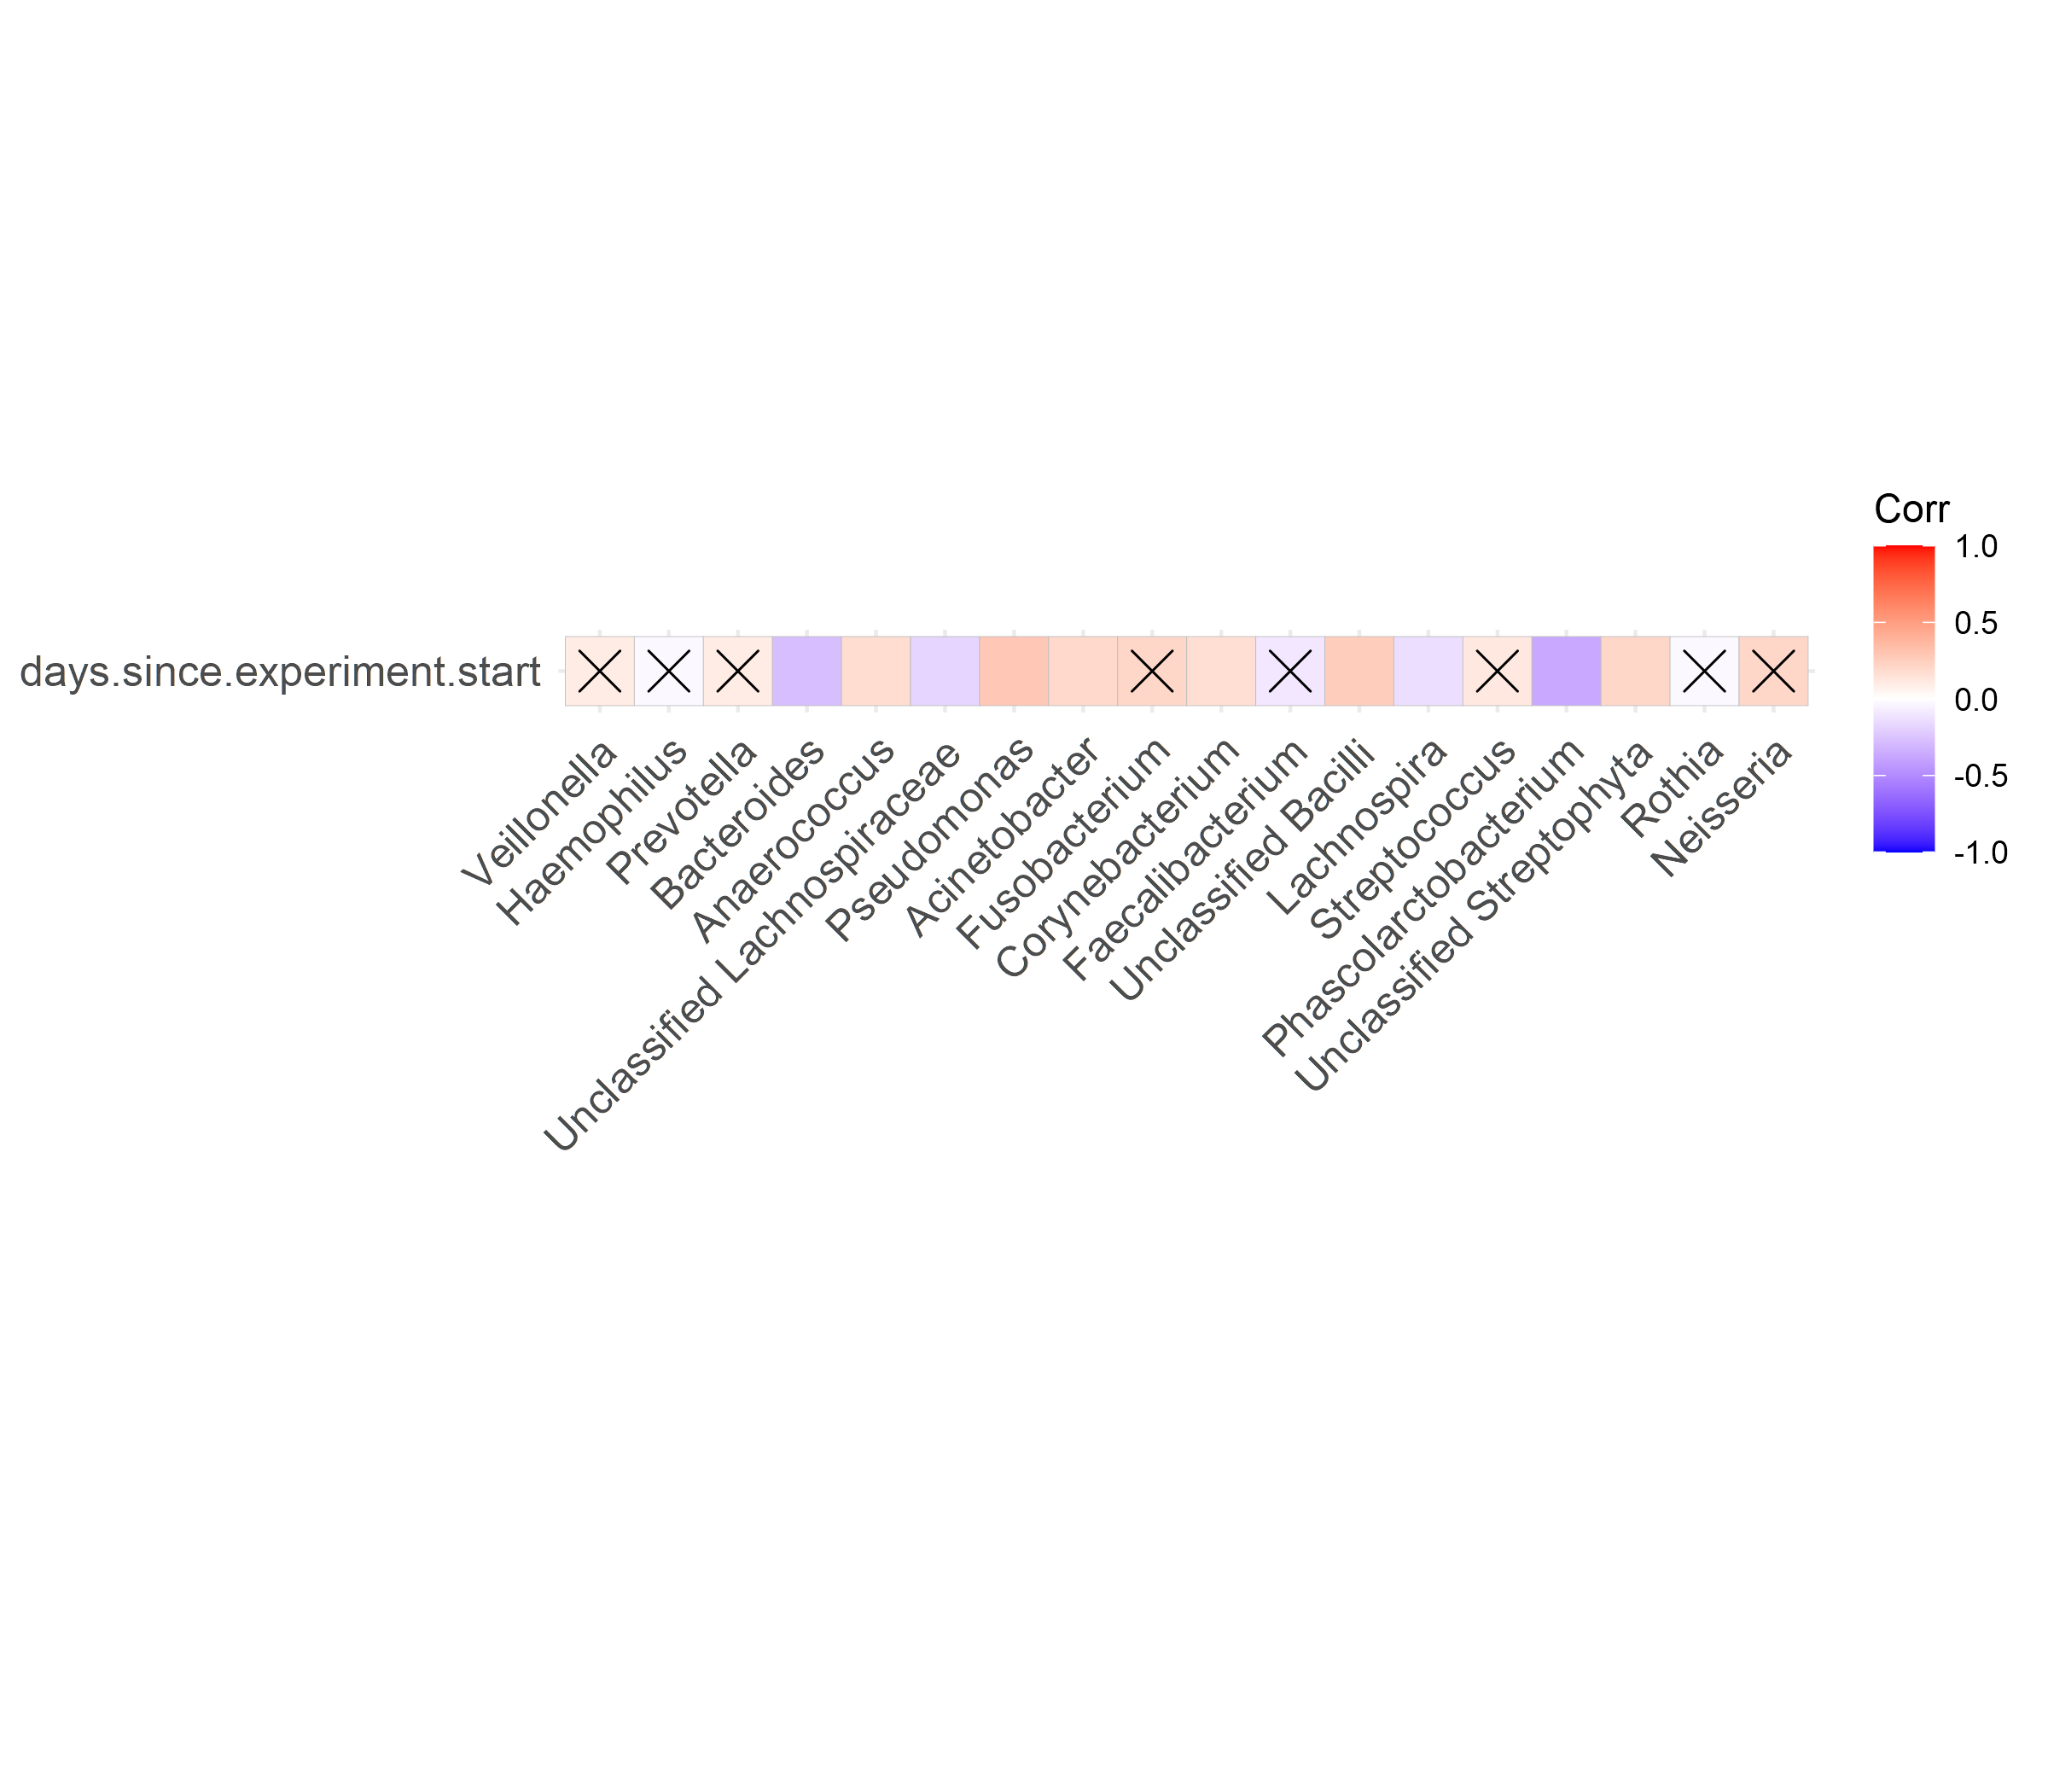 Corr
1.0
0.5
0.0
-0.5
-1.0
days.since.experiment.start
Veillonella
Haemophilus
Prevotella
Bacteroides
Anaerococcus
Unclassified Lachnospiraceae
Pseudomonas
Acinetobacter
Fusobacterium
Corynebacterium
Faecalibacterium
Unclassified Bacilli
Lachnospira
Streptococcus
Phascolarctobacterium
Unclassified Streptophyta
Rothia
Neisseria